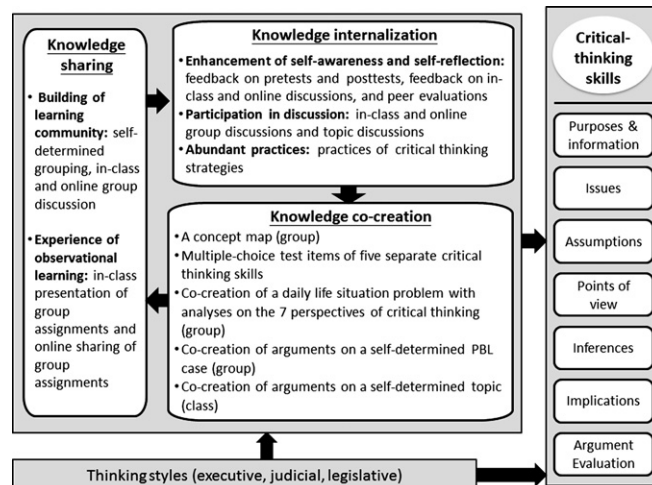 Knowledge
sharing
• Building of
learning
community: self-
determined
grouping, in-class
and online group
discussion
• Experience of
observational
learning: in-class
presentation of
group
assignments and
online sharing of
group
assignments
Knowledge internalization
• Enhancement of self-awareness and self-reflection:
feedback on pretests and posttests, feedback on in-
class and online discussions, and peer evaluations
• Participation in discussion: in-class and online
group discussions and topic discussions
• Abundant practices: practices of critical thinking
strategies
Knowledge co-creation
• A concept map (group)
• Multiple-choice test items of five separate critical
thinking skills
• Co-creation of a daily life situation problem with
analyses on the 7 perspectives of critical thinking
(group)
• Co-creation of arguments on a self-determined PBL
case (group)
• Co-creation of arguments on a self-determined topic
(class)
Thinking styles (executive, judicial, legislative)
Critical-
thinking
skills
Purposes &
information
Issues
Assumptions
Points of
view
Inferences
Implications
Argument
Evaluation